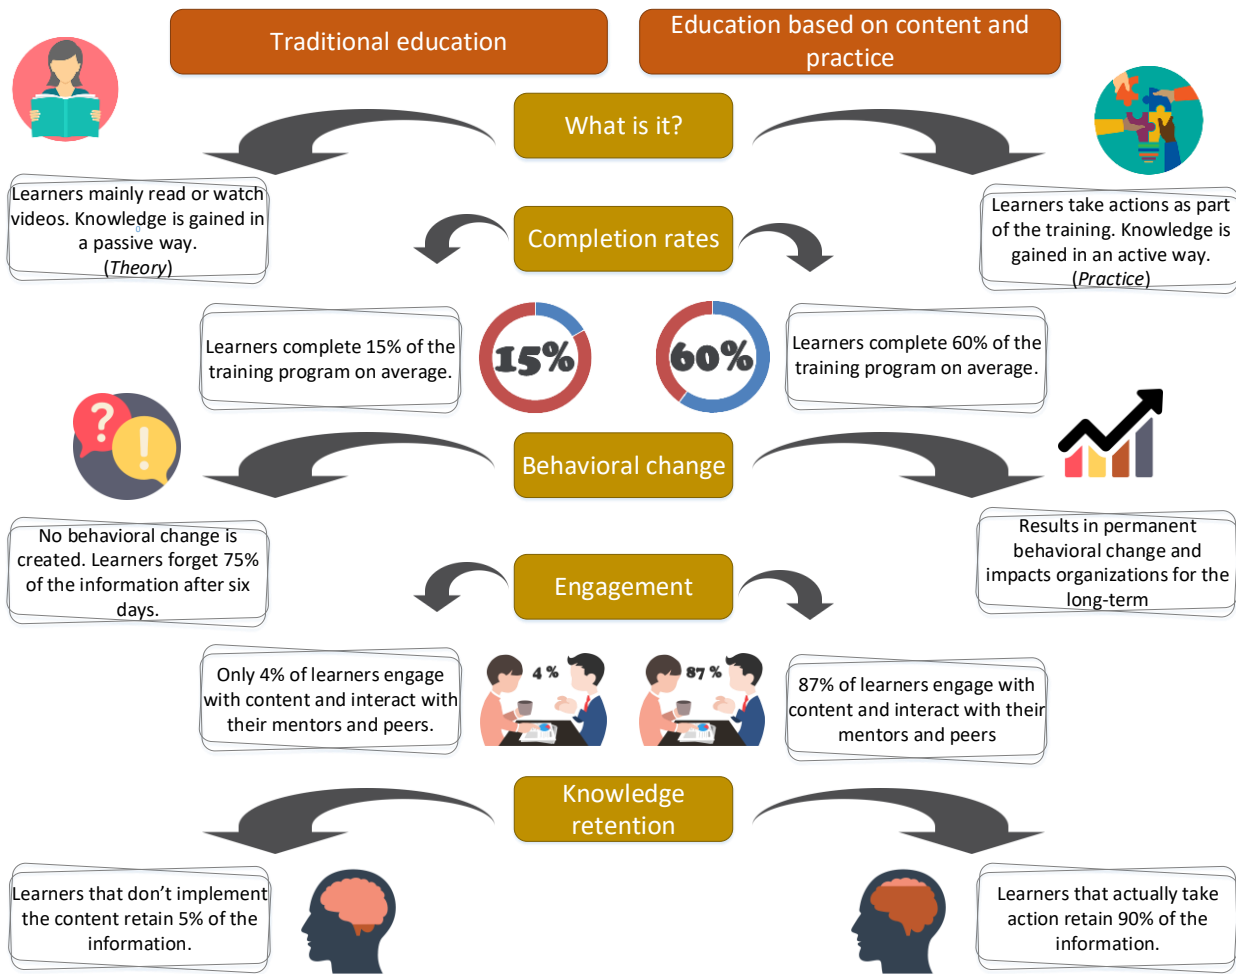 Traditional education
Education based on content and
practice
What is it?
Learners mainly read or watch
videos. Knowledge is gained in
a passive way.
(Theory)
Learners take actions as part
of the training. Knowledge is
gained in an active way.
(Practice)
Completion rates
Learners complete 15% of the
training program on average.
15%
60%
Learners complete 60% of the
training program on average.
Behavioral change
No behavioral change is
created. Learners forget 75%
of the information after six
days.
Results in permanent
behavioral change and
impacts organizations for the
long-term
Engagement
Only 4% of learners engage
with content and interact with
their mentors and peers.
4 %
87 %
87% of learners engage with
content and interact with their
mentors and peers
Knowledge
retention
Learners that don’t implement
the content retain 5% of the
information.
Learners that actually take
action retain 90% of the
information.